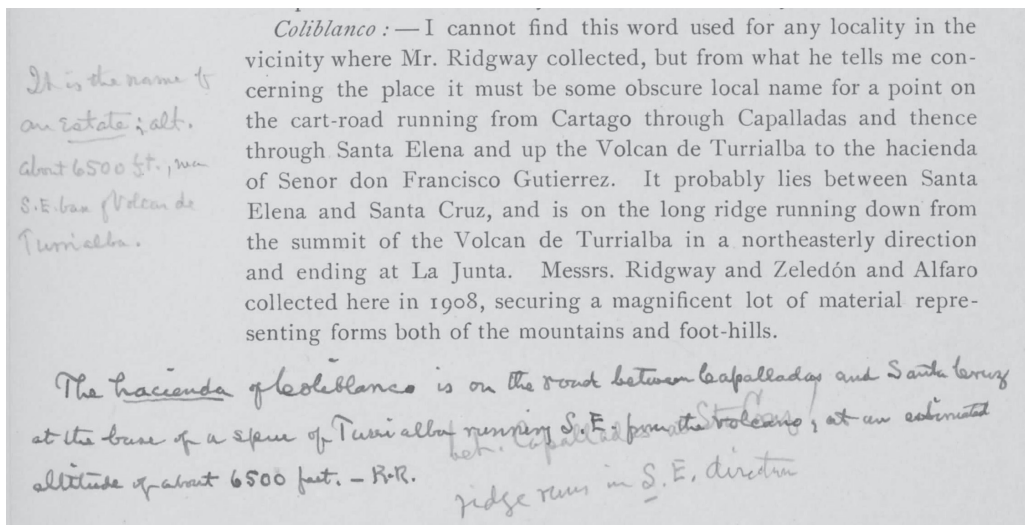 Coliblanco : — I cannot find this word used for any locality in the
vicinity where Mr. Ridgway collected, but from what he tells me con-
cerning the place it must be some obscure local name for a point on
the cart-road running from Cartago through Capalladas and thence
through Santa Elena and up the Volcan de Turrialba to the hacienda
of Senor don Francisco Gutierrez. It probably lies between Santa
Elena and Santa Cruz, and is on the long ridge running down from
the summit of the Volcan de Turrialba in a northeasterly direction
and ending at La Junta. Messrs. Ridgway and Zeledón and Alfaro
collected here in 1908, securing a magnificent lot of material repre-
senting forms both of the mountains and foot-hills.
It is the name of
an estate; alt.
about 6500 ft., near
S.E. base of Volcan de
Turrialba.
The hacienda of Coliblanco is on the road between Capalladas and Santa Cruz
at the base of a spur of Turrialba running S.E. from the volcano, at an estimated
altitude of about 6500 feet. — R.R.
bet. Capalladas Sta Cruz
ridge runs in S.E. direction